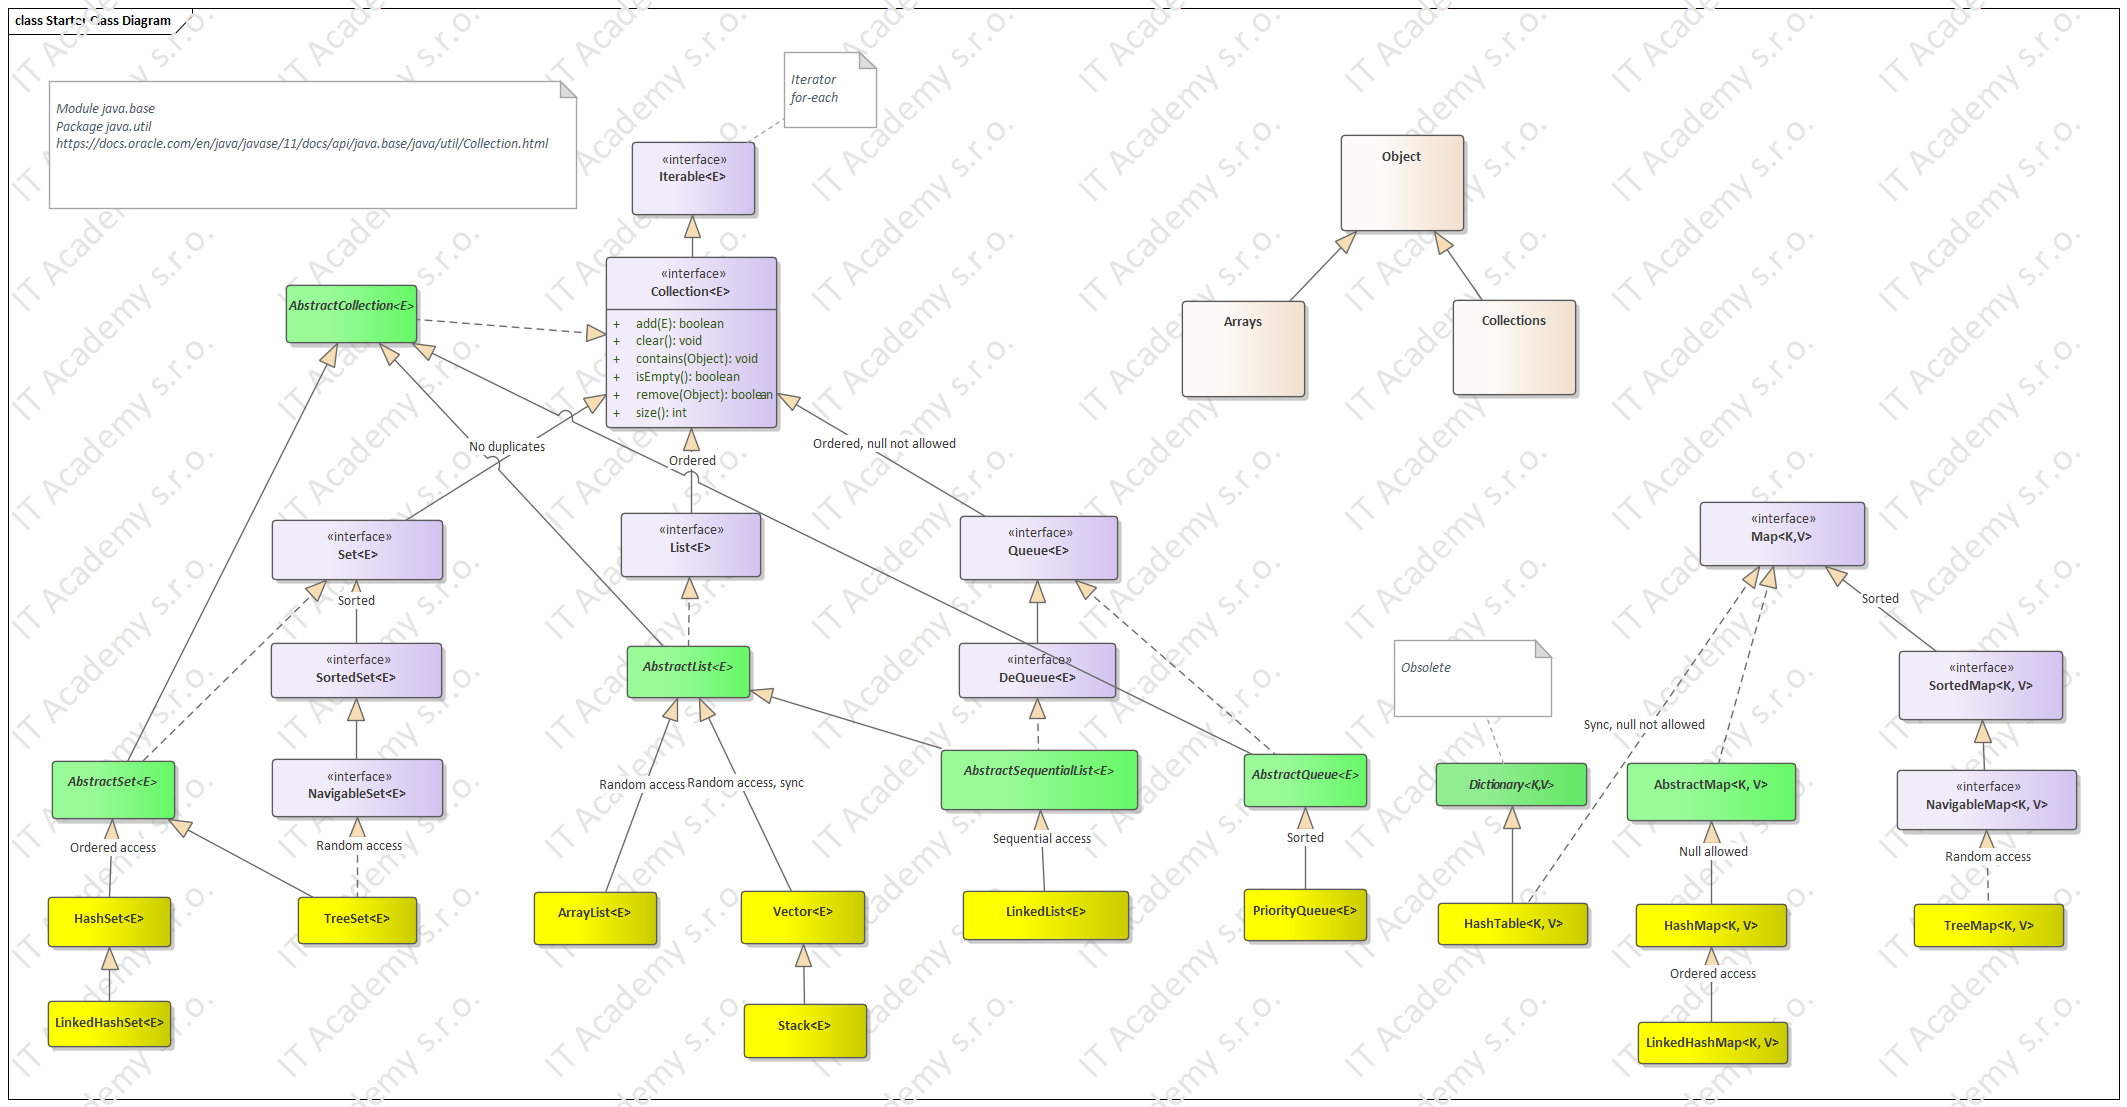 class Starter Class Diagram
Module java.base
Package java.util
https://docs.oracle.com/en/java/javase/11/docs/api/java.base/java/util/Collection.html
Iterator
for-each
«interface»
Iterable<E>
Object
«interface»
Collection<E>
+ add(E): boolean
+ clear(): void
+ contains(Object): void
+ isEmpty(): boolean
+ remove(Object): boolean
+ size(): int
AbstractCollection<E>
Arrays
Collections
No duplicates
Ordered
Ordered, null not allowed
«interface»
Set<E>
«interface»
List<E>
«interface»
Queue<E>
«interface»
Map<K,V>
Sorted
Sorted
«interface»
SortedSet<E>
AbstractList<E>
«interface»
DeQueue<E>
Obsolete
«interface»
SortedMap<K, V>
Sync, null not allowed
AbstractSet<E>
«interface»
NavigableSet<E>
Random access
Random access, sync
AbstractSequentialList<E>
AbstractQueue<E>
Dictionary<K,V>
AbstractMap<K, V>
«interface»
NavigableMap<K, V>
Ordered access
Random access
Sequential access
Sorted
Null allowed
Random access
HashSet<E>
TreeSet<E>
ArrayList<E>
Vector<E>
LinkedList<E>
PriorityQueue<E>
HashTable<K, V>
HashMap<K, V>
TreeMap<K, V>
Ordered access
LinkedHashSet<E>
Stack<E>
LinkedHashMap<K, V>
IT Academy s.r.o.